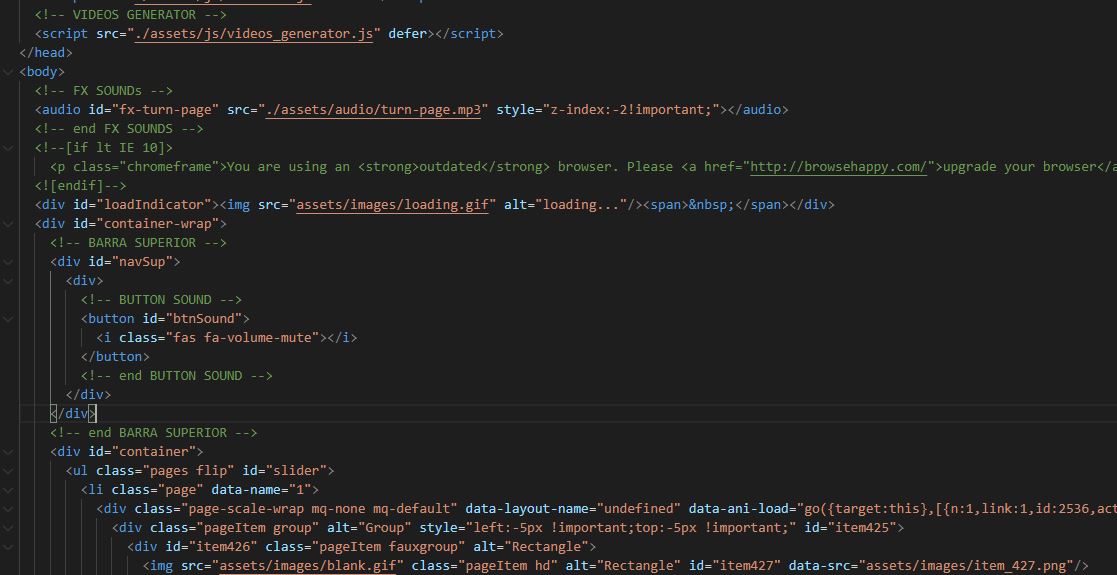 <!-- VIDEOS GENERATOR -->
<script src="./assets/js/videos_generator.js" defer></script>
</head>
<body>
<!-- FX SOUNDs -->
<audio id="fx-turn-page" src="./assets/audio/turn-page.mp3" style="z-index:-2!important;"></audio>
<!-- end FX SOUNDS -->
<!--[if lt IE 10]>
<p class="chromeframe">You are using an <strong>outdated</strong> browser. Please <a href="http://browsehappy.com/">upgrade your browser</a
<![endif]-->
<div id="loadIndicator"><img src="assets/images/loading.gif" alt="loading..."/><span>&nbsp;</span></div>
<div id="container-wrap">
<!-- BARRA SUPERIOR -->
<div id="navSup">
<div>
<!-- BUTTON SOUND -->
<button id="btnSound">
<i class="fas fa-volume-mute"></i>
</button>
<!-- end BUTTON SOUND -->
</div>
</div>
<!-- end BARRA SUPERIOR -->
<div id="container">
<ul class="pages flip" id="slider">
<li class="page" data-name="1">
<div class="page-scale-wrap mq-none mq-default" data-layout-name="undefined" data-ani-load="go({target:this},[{n:1,link:1,id:2536,act
<div class="pageItem group" alt="Group" style="left:-5px !important;top:-5px !important;" id="item425">
<div id="item426" class="pageItem fauxgroup" alt="Rectangle">
<img src="assets/images/blank.gif" class="pageItem hd" alt="Rectangle" id="item427" data-src="assets/images/item_427.png"/>